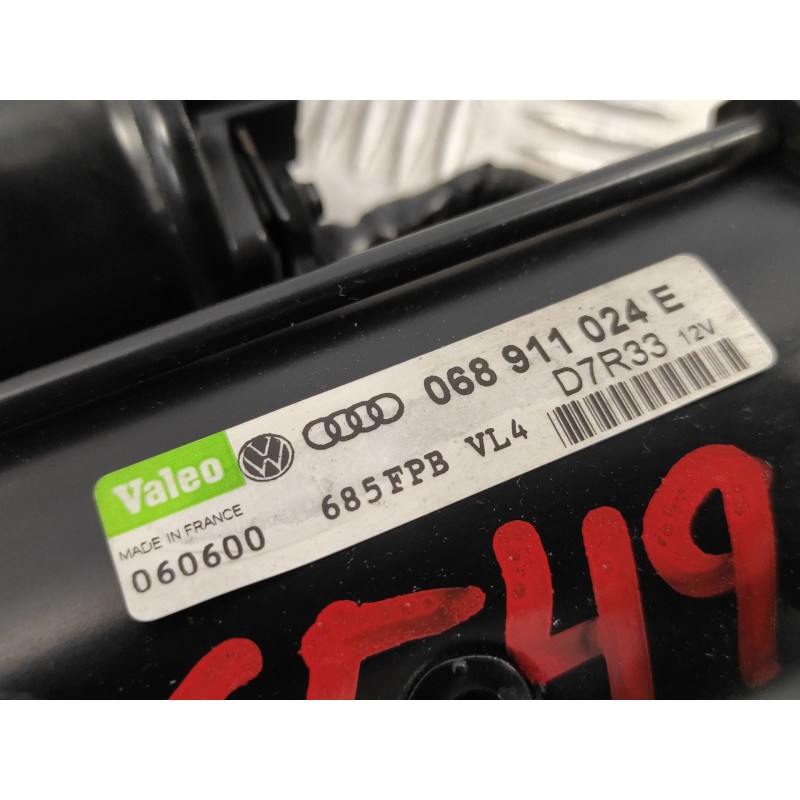 068 911 024 E
D7R33 12V
Valeo
685FPB VL4
MADE IN FRANCE
060600